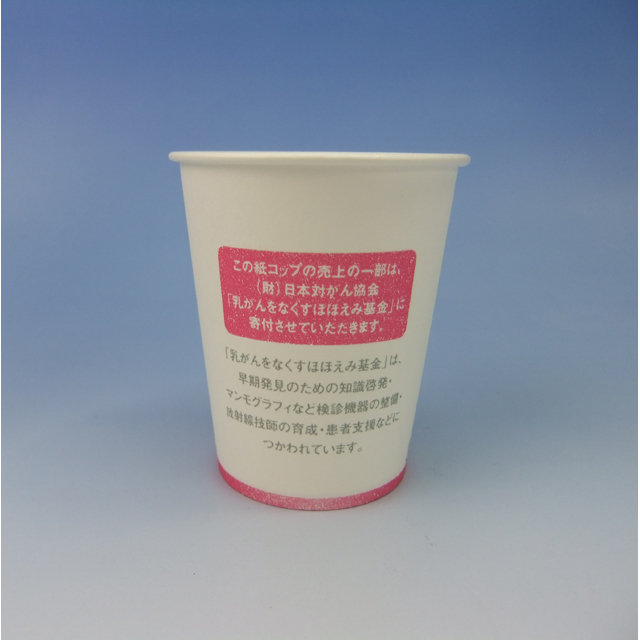 この紙コップの売上の一部は、
(財)日本対がん協会
「乳がんをなくすほほえみ基金」に
寄付させていただきます。
「乳がんをなくすほほえみ基金」は、
早期発見のための知識啓発・
マンモグラフィなど検診機器の整備・
放射線技師の育成・患者支援などに
つかわれています。